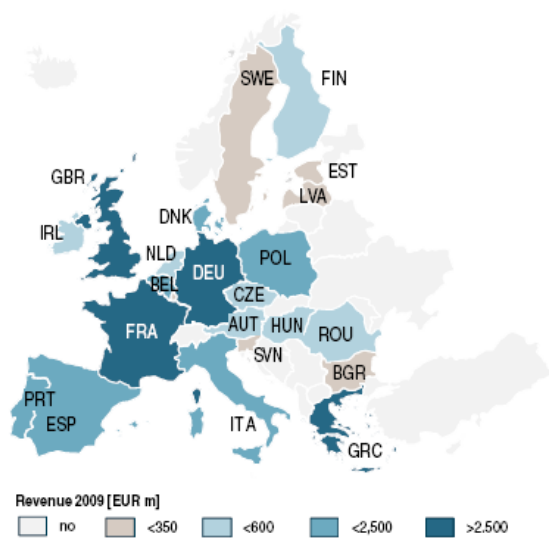 SWE
FIN
GBR
EST
LVA
DNK
IRL
NLD
POL
DEU
BEL
CZE
FRA
AUT
HUN
ROU
SVN
BGR
PRT
ESP
ITA
GRC
Revenue 2009 [EUR m]
no <350 <600 <2,500 >2.500